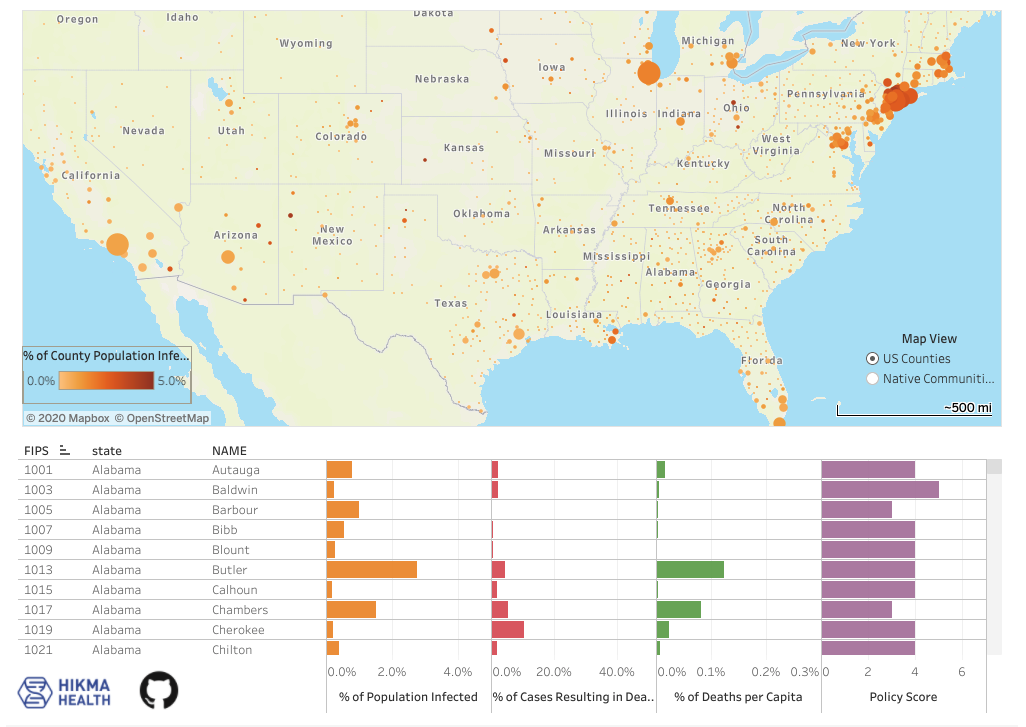 Dakota
Oregon
Idaho
Wyoming
Michigan
New York
Iowa
Nebraska
Pennsylvania
Illinois
Indiana
Ohio
Nevada
Utah
Colorado
West
Virginia
Kansas
Missouri
Kentucky
California
Tennessee
North
Carolina
Oklahoma
Arkansas
New
Mexico
Arizona
South
Carolina
Mississippi
Alabama
Georgia
Texas
Louisiana
Florida
Map View
US Counties
Native Communiti...
% of County Population Infe...
0.0%
5.0%
~500 mi
© 2020 Mapbox © OpenStreetMap
FIPS state NAME
1001 Alabama Autauga
1003 Alabama Baldwin
1005 Alabama Barbour
1007 Alabama Bibb
1009 Alabama Blount
1013 Alabama Butler
1015 Alabama Calhoun
1017 Alabama Chambers
1019 Alabama Cherokee
1021 Alabama Chilton
0.0% 2.0% 4.0% 0.0% 20.0% 40.0% 0.0% 0.1% 0.2% 0.3% 0 2 4 6
% of Population Infected % of Cases Resulting in Dea.. % of Deaths per Capita Policy Score
HIKMA
HEALTH